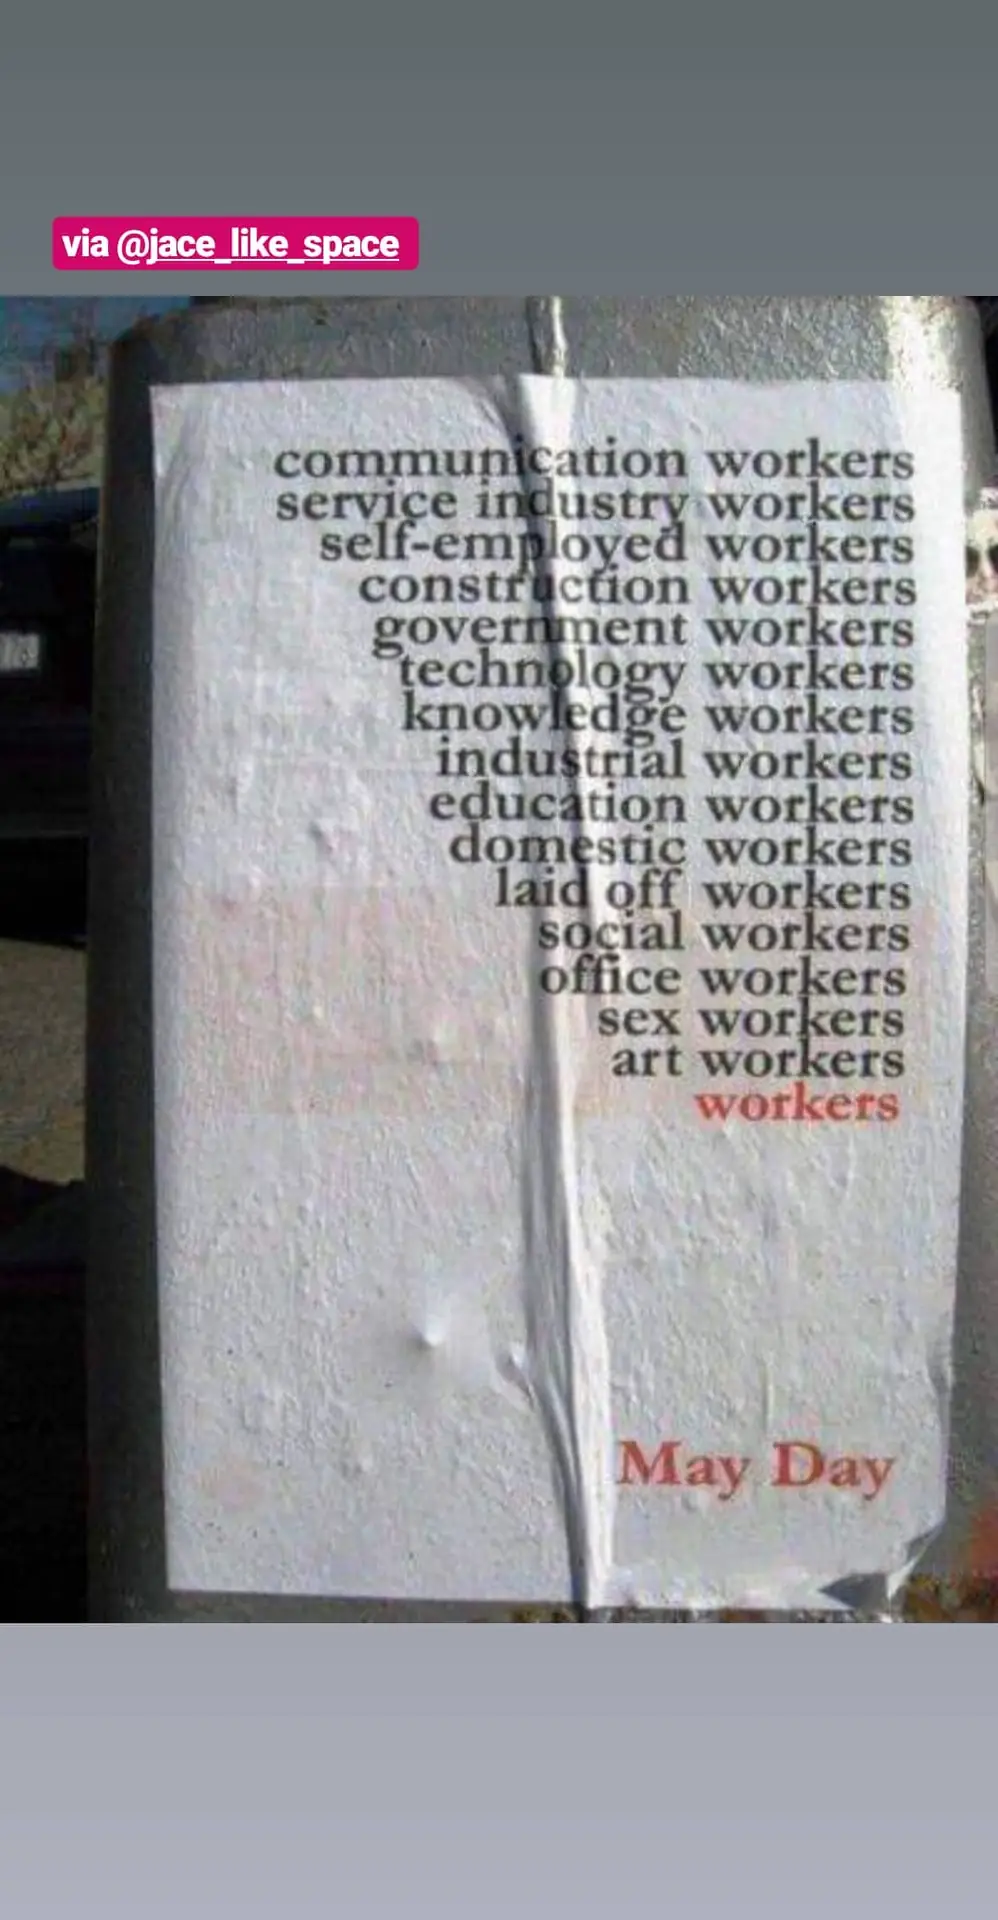 via @jace_like_space
communication workers
service industry workers
self-employed workers
construction workers
government workers
technology workers
knowledge workers
industrial workers
education workers
domestic workers
laid off workers
social workers
office workers
sex workers
art workers
workers
May Day